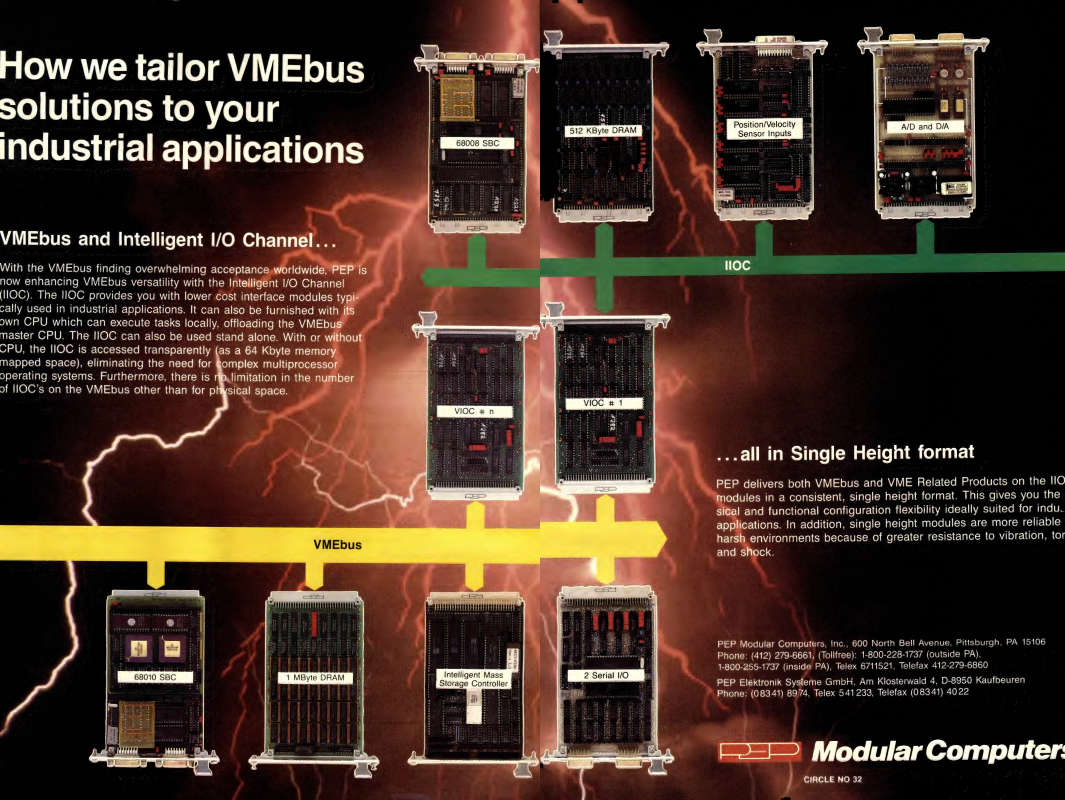 How we tailor VMEbus
solutions to your
industrial applications
VMEbus and Intelligent I/O Channel...
With the VMEbus finding overwhelming acceptance worldwide, PEP is
now enhancing VMEbus versatility with the Intelligent I/O Channel
(IIOC). The IIOC provides you with lower cost interface modules typi-
cally used in industrial applications. It can also be furnished with its
own CPU which can execute tasks locally, offloading the VMEbus
master CPU. The IIOC can also be used stand alone. With or without
CPU, the IIOC is accessed transparently (as a 64 Kbyte memory
mapped space), eliminating the need for complex multiprocessor
operating systems. Furthermore, there is no limitation in the number
of IIOC's on the VMEbus other than for physical space.
68008 SBC
512 KByte DRAM
Position/Velocity
Sensor Inputs
A/D and D/A
IIOC
VIOC # n
VIOC # 1
VMEbus
68010 SBC
1 MByte DRAM
Intelligent Mass
Storage Controller
2 Serial I/O
...all in Single Height format
PEP delivers both VMEbus and VME Related Products on the IIO
modules in a consistent, single height format. This gives you the
sical and functional configuration flexibility ideally suited for indu..
applications. In addition, single height modules are more reliable
harsh environments because of greater resistance to vibration, tor
and shock.
PEP Modular Computers, Inc., 600 North Bell Avenue, Pittsburgh, PA 15106
Phone: (412) 279-6661, (Tollfree): 1-800-228-1737 (outside PA),
1-800-255-1737 (inside PA), Telex 6711521, Telefax 412-279-6860
PEP Elektronik Systeme GmbH, Am Klosterwald 4, D-8950 Kaufbeuren
Phone: (08341) 8974, Telex 541233, Telefax (08341) 4022
PEP Modular Computers
CIRCLE NO 32